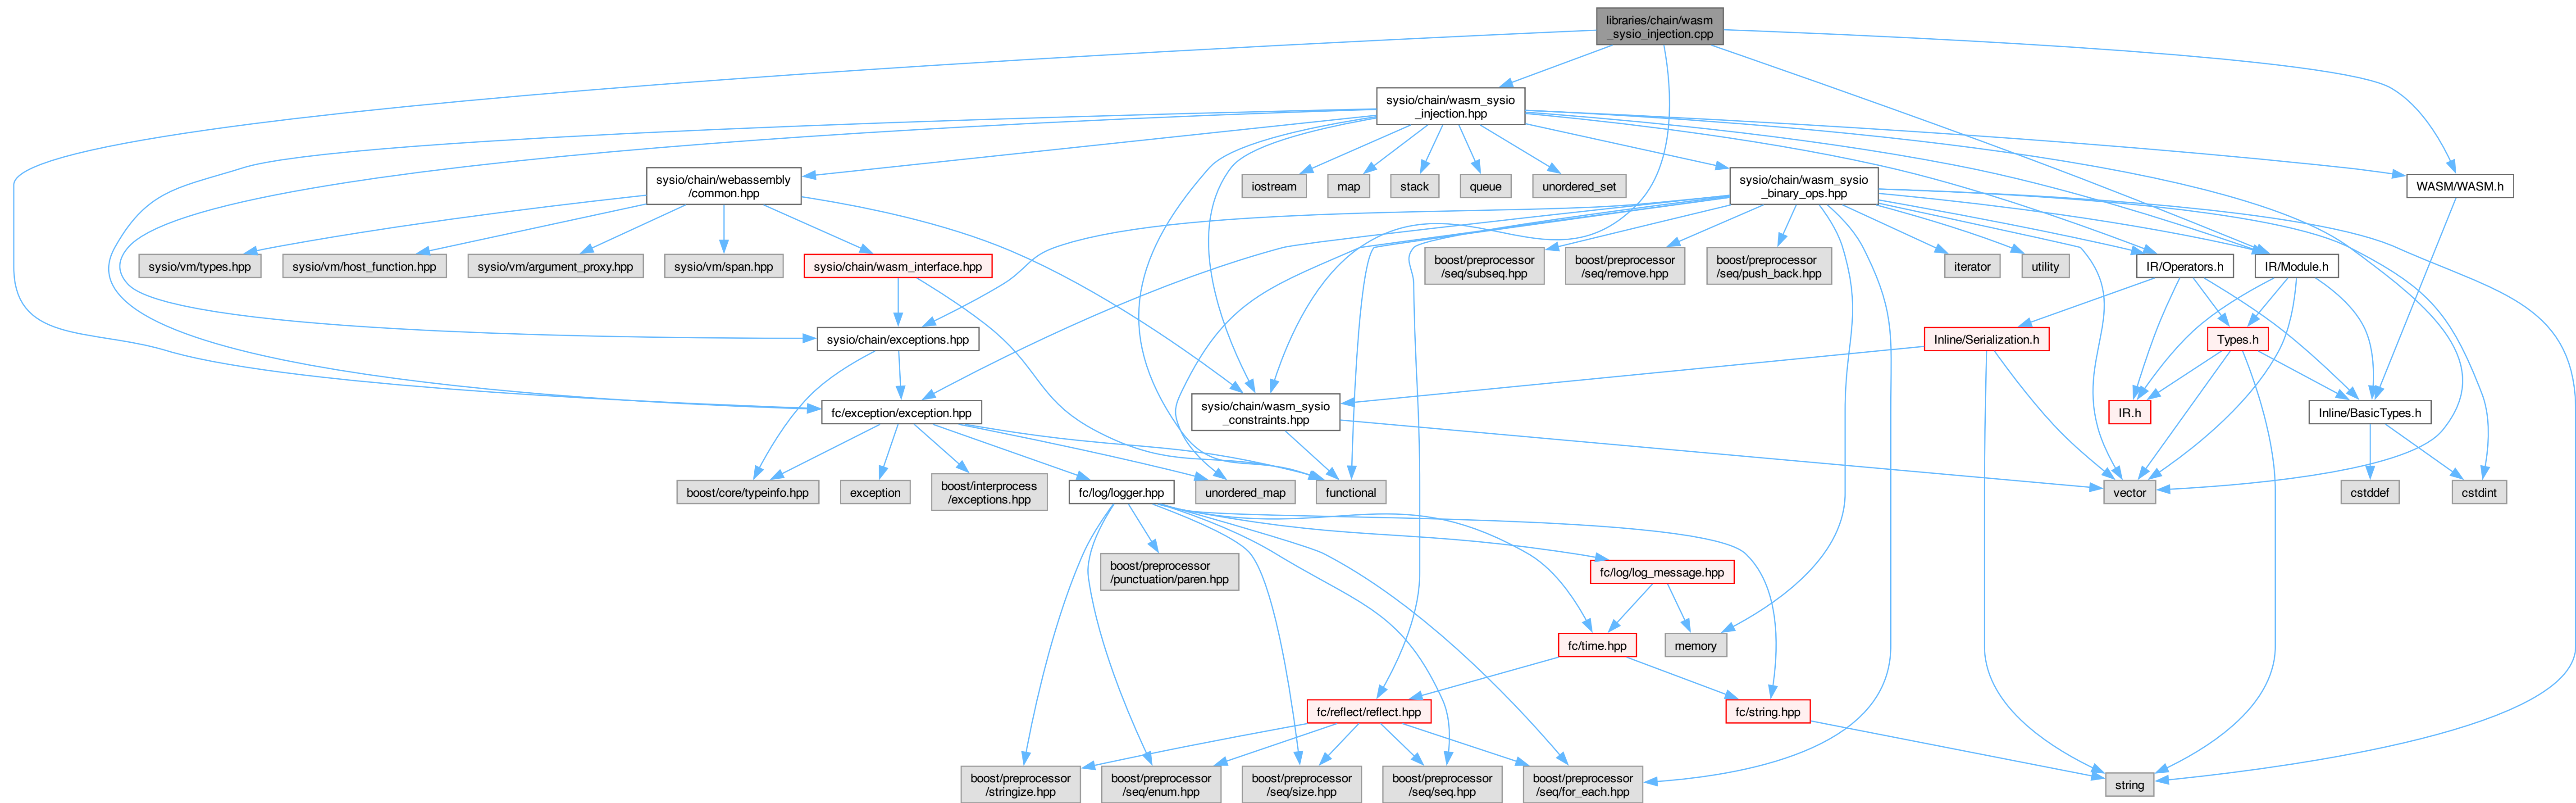 libraries/chain/wasm
_sysio_injection.cpp
sysio/chain/wasm_sysio
_injection.hpp
sysio/chain/webassembly
/common.hpp
iostream
map
stack
queue
unordered_set
sysio/chain/wasm_sysio
_binary_ops.hpp
WASM/WASM.h
sysio/vm/types.hpp
sysio/vm/host_function.hpp
sysio/vm/argument_proxy.hpp
sysio/vm/span.hpp
sysio/chain/wasm_interface.hpp
boost/preprocessor
/seq/subseq.hpp
boost/preprocessor
/seq/remove.hpp
boost/preprocessor
/seq/push_back.hpp
iterator
utility
IR/Operators.h
IR/Module.h
sysio/chain/exceptions.hpp
Inline/Serialization.h
Types.h
fc/exception/exception.hpp
sysio/chain/wasm_sysio
_constraints.hpp
IR.h
Inline/BasicTypes.h
boost/core/typeinfo.hpp
exception
boost/interprocess
/exceptions.hpp
fc/log/logger.hpp
unordered_map
functional
vector
cstddef
cstdint
boost/preprocessor
/punctuation/paren.hpp
fc/log/log_message.hpp
fc/time.hpp
memory
fc/reflect/reflect.hpp
fc/string.hpp
boost/preprocessor
/stringize.hpp
boost/preprocessor
/seq/enum.hpp
boost/preprocessor
/seq/size.hpp
boost/preprocessor
/seq/seq.hpp
boost/preprocessor
/seq/for_each.hpp
string